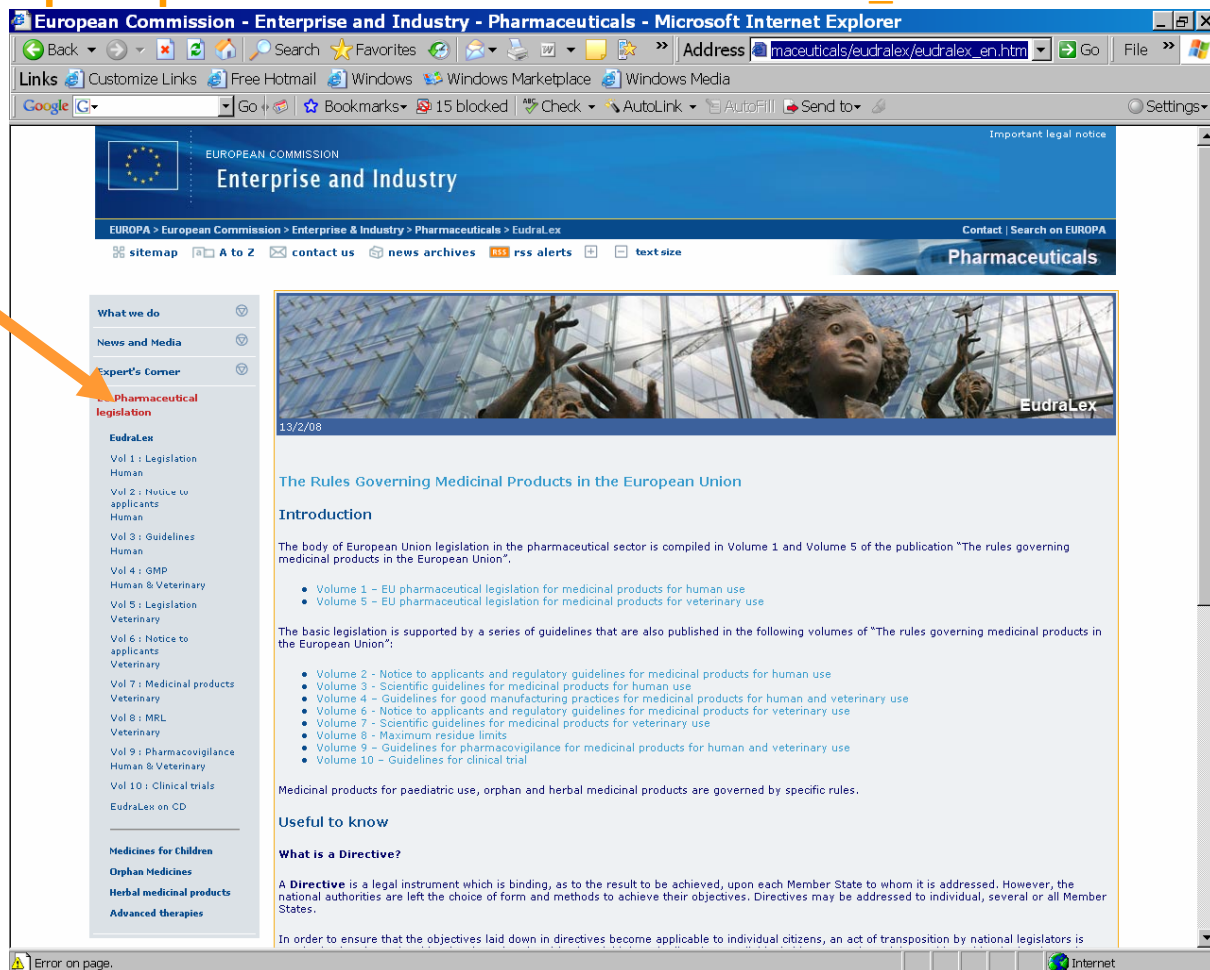 European Commission - Enterprise and Industry - Pharmaceuticals - Microsoft Internet Explorer
Back Search Favorites » Address maceuticals/eudralex/eudralex_en.htm Go File »
Links Customize Links Free Hotmail Windows Windows Marketplace Windows Media
Google G Go Bookmarks 15 blocked ABC Check AutoLink AutoFill Send to Settings
Important legal notice
EUROPEAN COMMISSION
Enterprise and Industry
EUROPA > European Commission > Enterprise & Industry > Pharmaceuticals > EudraLex Contact | Search on EUROPA
sitemap A to Z contact us news archives RSS rss alerts + - text size
Pharmaceuticals
What we do
News and Media
Expert's Corner
Pharmaceutical
legislation
EudraLex
Vol 1 : Legislation
Human
Vol 2 : Notice to
applicants
Human
Vol 3 : Guidelines
Human
Vol 4 : GMP
Human & Veterinary
Vol 5 : Legislation
Veterinary
Vol 6 : Notice to
applicants
Veterinary
Vol 7 : Medicinal products
Veterinary
Vol 8 : MRL
Veterinary
Vol 9 : Pharmacovigilance
Human & Veterinary
Vol 10 : Clinical trials
EudraLex on CD
Medicines for Children
Orphan Medicines
Herbal medicinal products
Advanced therapies
EudraLex
13/2/08
The Rules Governing Medicinal Products in the European Union
Introduction
The body of European Union legislation in the pharmaceutical sector is compiled in Volume 1 and Volume 5 of the publication "The rules governing
medicinal products in the European Union".
• Volume 1 – EU pharmaceutical legislation for medicinal products for human use
• Volume 5 – EU pharmaceutical legislation for medicinal products for veterinary use
The basic legislation is supported by a series of guidelines that are also published in the following volumes of "The rules governing medicinal products in
the European Union":
• Volume 2 - Notice to applicants and regulatory guidelines for medicinal products for human use
• Volume 3 - Scientific guidelines for medicinal products for human use
• Volume 4 – Guidelines for good manufacturing practices for medicinal products for human and veterinary use
• Volume 6 - Notice to applicants and regulatory guidelines for medicinal products for veterinary use
• Volume 7 - Scientific guidelines for medicinal products for veterinary use
• Volume 8 - Maximum residue limits
• Volume 9 – Guidelines for pharmacovigilance for medicinal products for human and veterinary use
• Volume 10 – Guidelines for clinical trial
Medicinal products for paediatric use, orphan and herbal medicinal products are governed by specific rules.
Useful to know
What is a Directive?
A Directive is a legal instrument which is binding, as to the result to be achieved, upon each Member State to whom it is addressed. However, the
national authorities are left the choice of form and methods to achieve their objectives. Directives may be addressed to individual, several or all Member
States.
In order to ensure that the objectives laid down in directives become applicable to individual citizens, an act of transposition by national legislators is
Error on page. Internet